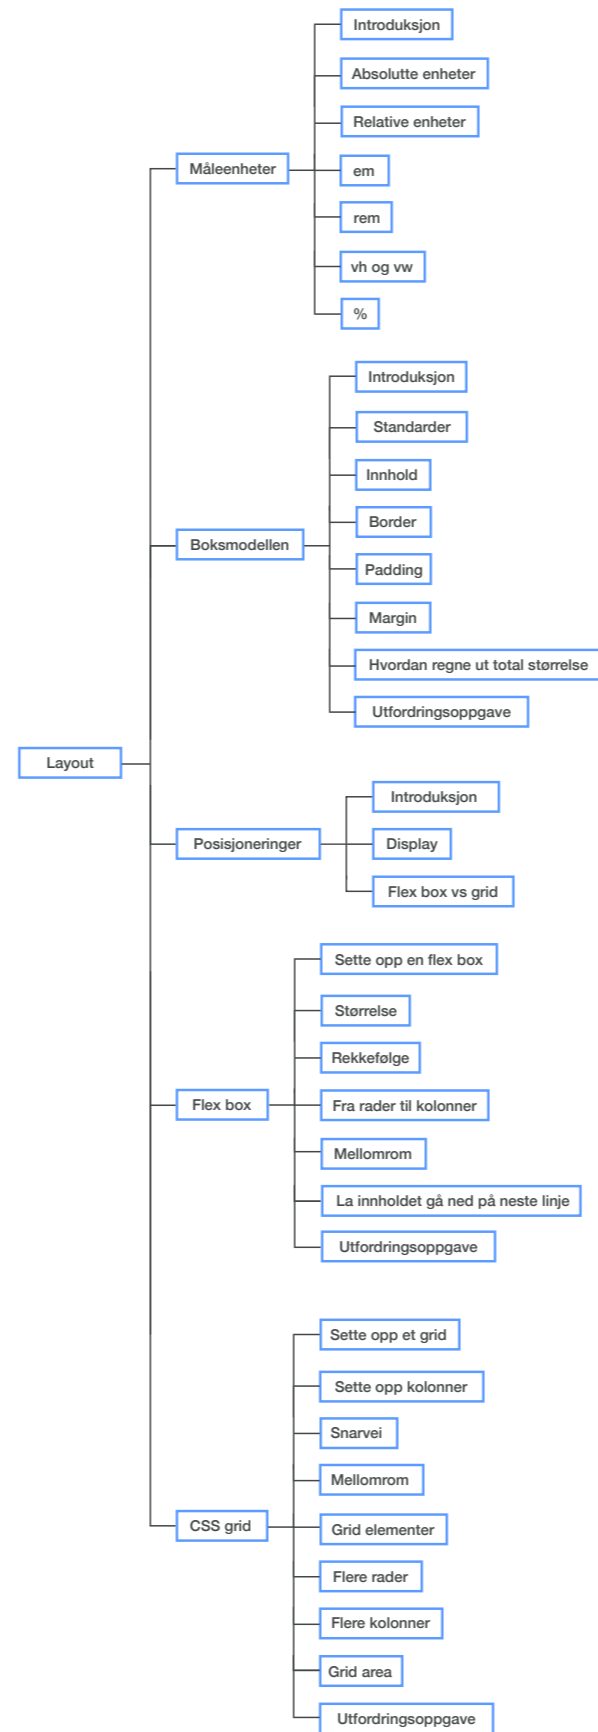 Layout
Måleenheter
Introduksjon
Absolutte enheter
Relative enheter
em
rem
vh og vw
%
Boksmodellen
Introduksjon
Standarder
Innhold
Border
Padding
Margin
Hvordan regne ut total størrelse
Utfordringsoppgave
Posisjoneringer
Introduksjon
Display
Flex box vs grid
Flex box
Sette opp en flex box
Størrelse
Rekkefølge
Fra rader til kolonner
Mellomrom
La innholdet gå ned på neste linje
Utfordringsoppgave
CSS grid
Sette opp et grid
Sette opp kolonner
Snarvei
Mellomrom
Grid elementer
Flere rader
Flere kolonner
Grid area
Utfordringsoppgave